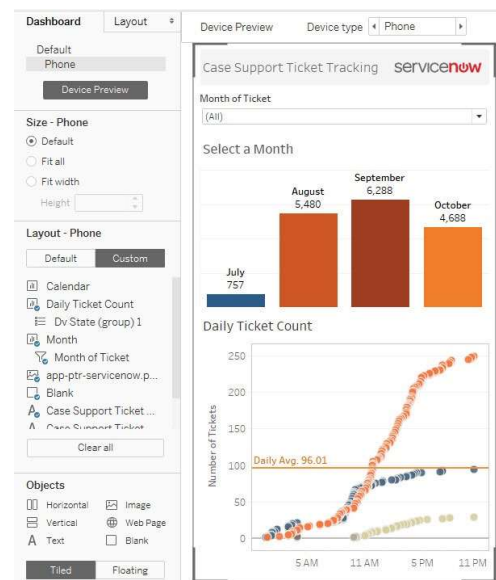 Dashboard Layout
Device Preview Device type Phone
Default
Phone
Device Preview
Size - Phone
Default
Fit all
Fit width
Height
Layout - Phone
Default Custom
Calendar
Daily Ticket Count
Dv State (group) 1
Month
Month of Ticket
app-ptr-servicenow.p...
Blank
Case Support Ticket ...
Case Support Ticket
Clear all
Objects
Horizontal Image
Vertical Web Page
Text Blank
Tiled Floating
Case Support Ticket Tracking servicenow
Month of Ticket
(All)
Select a Month
July
757
August
5,480
September
6,288
October
4,688
Daily Ticket Count
Number of Tickets
250
200
150
100
50
0
Daily Avg. 96.01
5 AM 11 AM 5 PM 11 PM